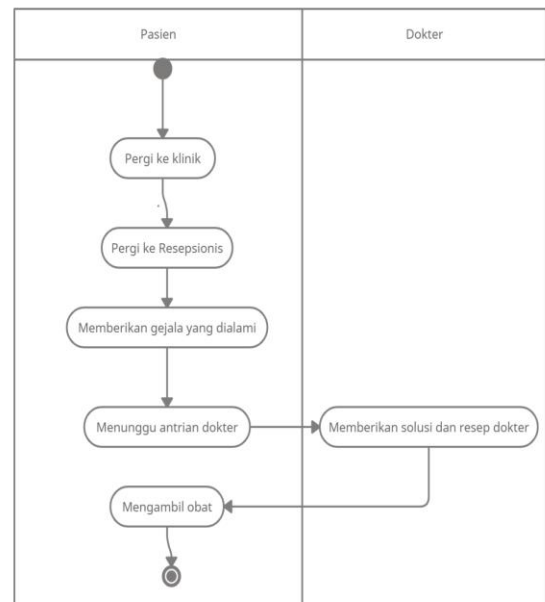 Pasien
Dokter
Pergi ke klinik
Pergi ke Resepsionis
Memberikan gejala yang dialami
Menunggu antrian dokter
Memberikan solusi dan resep dokter
Mengambil obat